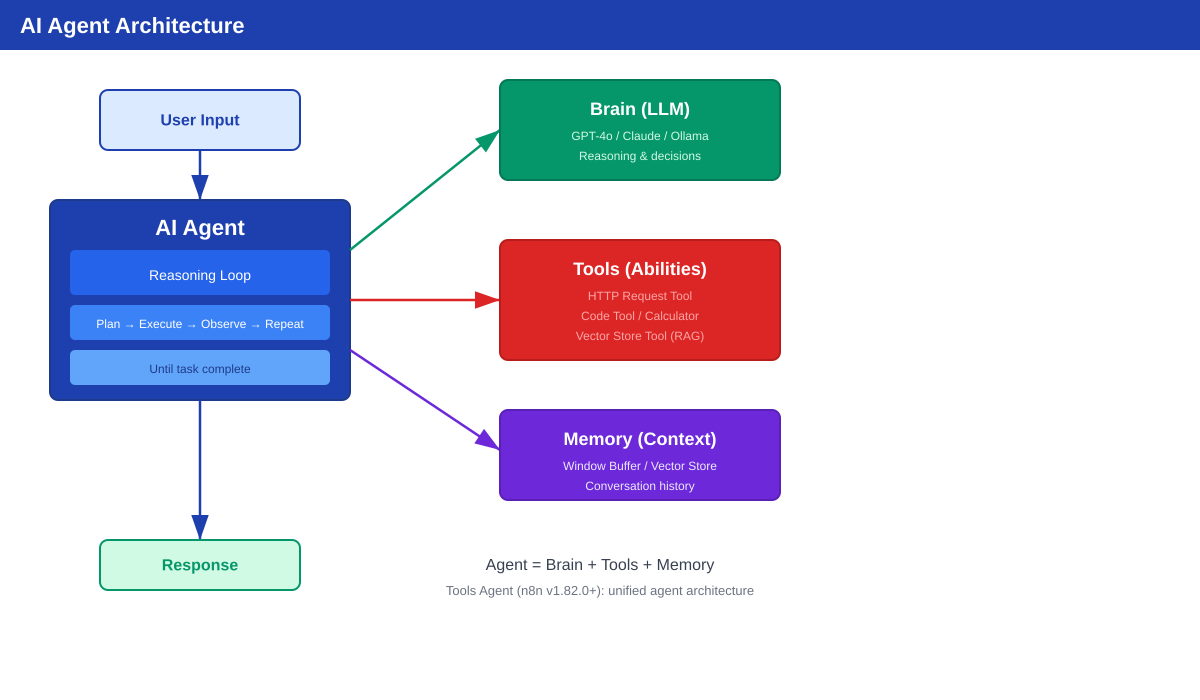 AI Agent Architecture
User Input
AI Agent
Reasoning Loop
Plan → Execute → Observe → Repeat
Until task complete
Response
Brain (LLM)
GPT-4o / Claude / Ollama
Reasoning & decisions
Tools (Abilities)
HTTP Request Tool
Code Tool / Calculator
Vector Store Tool (RAG)
Memory (Context)
Window Buffer / Vector Store
Conversation history
Agent = Brain + Tools + Memory
Tools Agent (n8n v1.82.0+): unified agent architecture